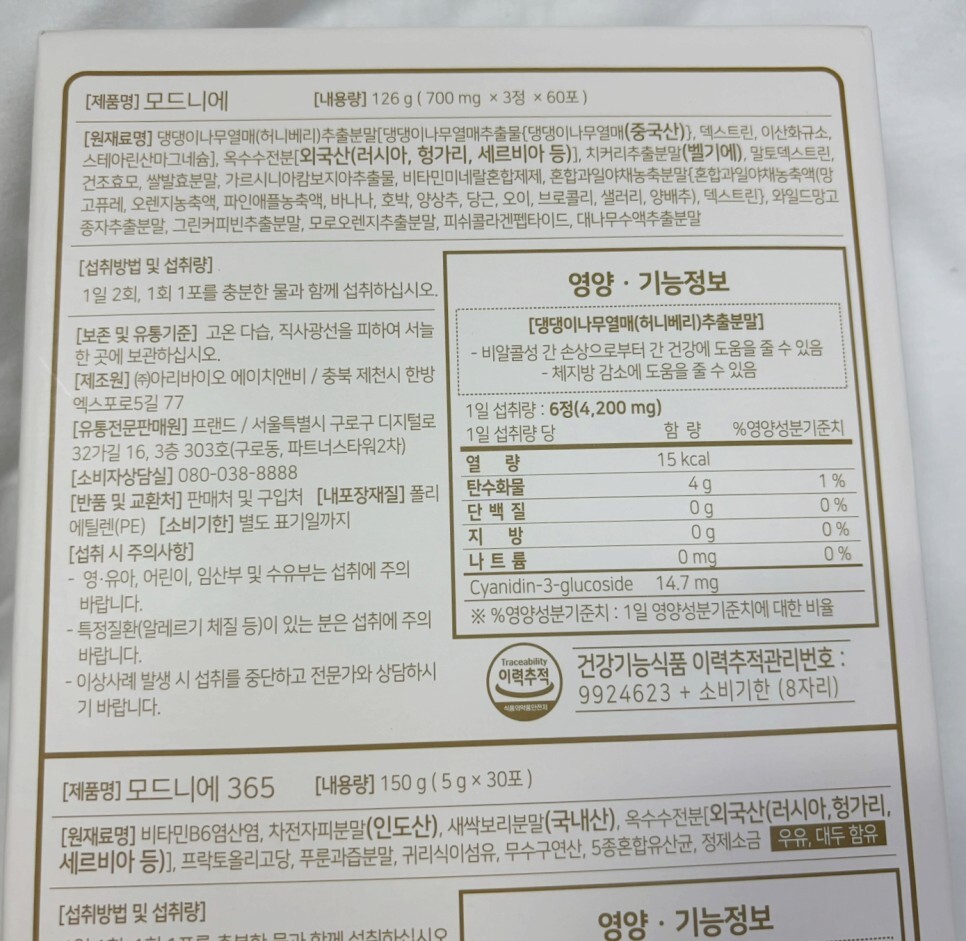 [제품명] 모드니에 [내용량] 126 g ( 700 mg ×3정 × 60포 )
[원재료명] 댕댕이나무열매(허니베리)추출분말[댕댕이나무열매추출물{댕댕이나무열매(중국산)}, 덱스트린, 이산화규소,
스테아린산마그네슘], 옥수수전분[외국산(러시아, 헝가리, 세르비아 등)], 치커리추출분말(벨기에), 말토덱스트린,
건조효모, 쌀발효분말, 가르시니아캄보지아추출물, 비타민미네랄혼합제제, 혼합과일야채농축분말{혼합과일야채농축액(망
고퓨레, 오렌지농축액, 파인애플농축액, 바나나, 호박, 양상추, 당근, 오이, 브로콜리, 샐러리, 양배추), 덱스트린}, 와일드망고
종자추출분말, 그린커피빈추출분말, 모로오렌지추출분말, 피쉬콜라겐펩타이드, 대나무수액추출분말
[섭취방법 및 섭취량]
1일 2회, 1회 1포를 충분한 물과 함께 섭취하십시오.
[보존 및 유통기준] 고온 다습, 직사광선을 피하여 서늘
한 곳에 보관하십시오.
[제조원] ㈜아리바이오 에이치앤비 / 충북 제천시 한방
엑스포로5길 77
[유통전문판매원] 프랜드 / 서울특별시 구로구 디지털로
32가길 16, 3층 303호(구로동, 파트너스타워2차)
[소비자상담실] 080-038-8888
[반품 및 교환처] 판매처 및 구입처 [내포장재질] 폴리
에틸렌(PE) [소비기한] 별도 표기일까지
[섭취 시 주의사항]
- 영·유아, 어린이, 임산부 및 수유부는 섭취에 주의
바랍니다.
- 특정질환(알레르기 체질 등)이 있는 분은 섭취에 주의
바랍니다.
- 이상사례 발생 시 섭취를 중단하고 전문가와 상담하시
기 바랍니다.
영양 · 기능정보
[댕댕이나무열매(허니베리)추출분말]
- 비알콜성 간 손상으로부터 간 건강에 도움을 줄 수 있음
- 체지방 감소에 도움을 줄 수 있음
1일 섭취량 : 6정(4,200 mg)
1일 섭취량 당 함 량 %영양성분기준치
열 량 15 kcal
탄수화물 4 g 1 %
단 백 질 0 g 0 %
지 방 0 g 0 %
나 트 륨 0 mg 0 %
Cyanidin-3-glucoside 14.7 mg
※ %영양성분기준치 : 1일 영양성분기준치에 대한 비율
Traceability
이력추적
식품의약품안전처
건강기능식품 이력추적관리번호 :
9924623 + 소비기한 (8자리)
[제품명] 모드니에 365 [내용량] 150 g ( 5 g × 30포 )
[원재료명] 비타민B6염산염, 차전자피분말(인도산), 새싹보리분말(국내산), 옥수수전분[외국산(러시아,헝가리,
세르비아 등)], 프락토올리고당, 푸룬과즙분말, 귀리식이섬유, 무수구연산, 5종혼합유산균, 정제소금 우유, 대두 함유
[섭취방법 및 섭취량]
충분한 물과 함께 섭취하십시오
영양 · 기능정보